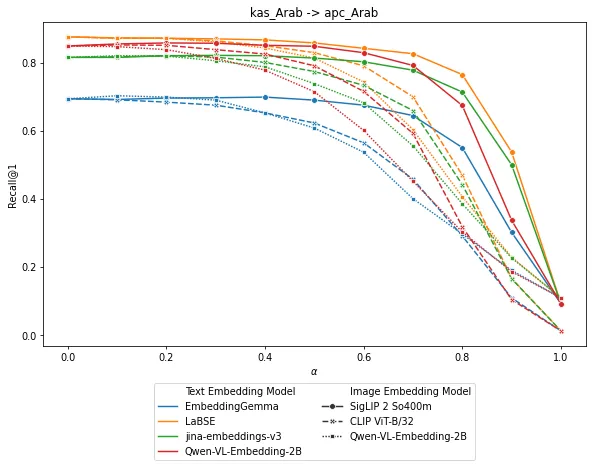 kas_Arab -> apc_Arab
Recall@1
0.8
0.6
0.4
0.2
0.0
0.0 0.2 0.4 0.6 0.8 1.0
α
Text Embedding Model Image Embedding Model
EmbeddingGemma SigLIP 2 So400m
LaBSE CLIP ViT-B/32
jina-embeddings-v3 Qwen-VL-Embedding-2B
Qwen-VL-Embedding-2B